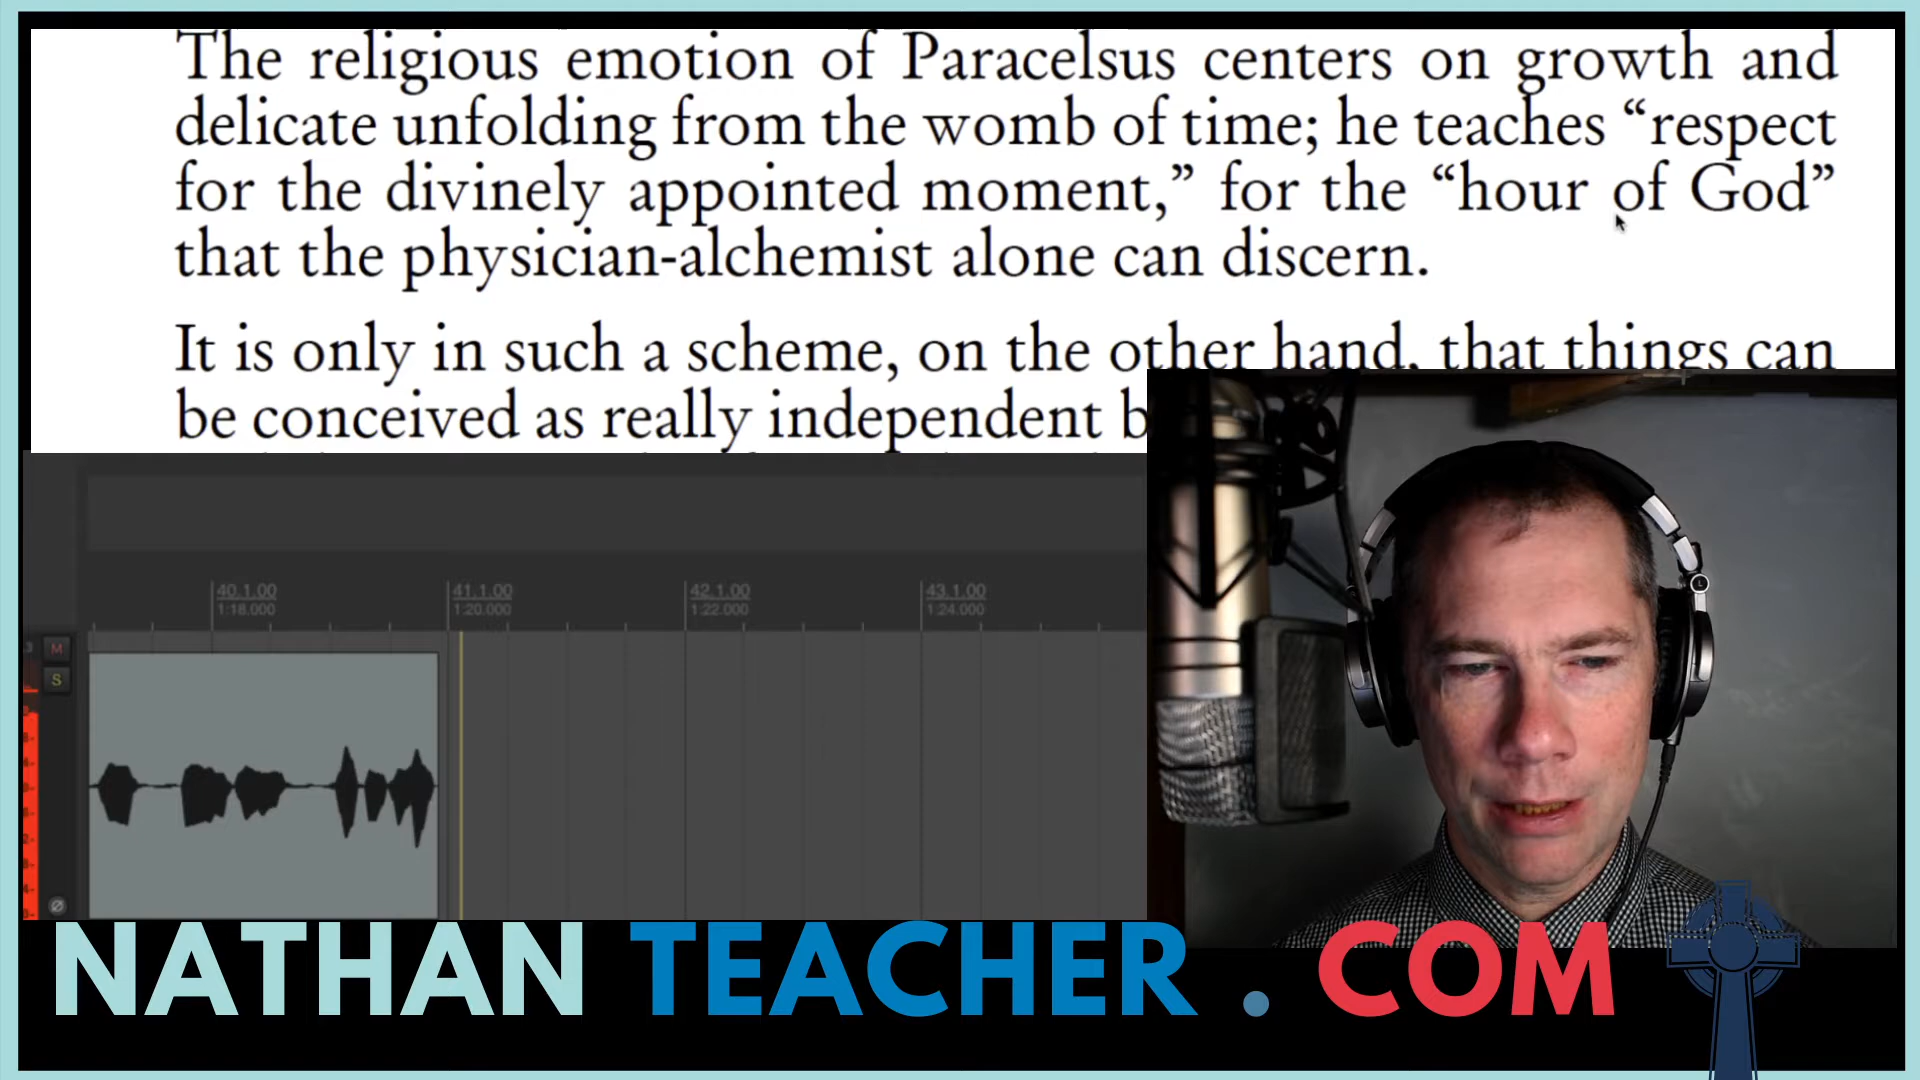 The religious emotion of Paracelsus centers on growth and
delicate unfolding from the womb of time; he teaches “respect
for the divinely appointed moment,” for the “hour of God”
that the physician-alchemist alone can discern.
It is only in such a scheme, on the other hand, that things can
be conceived as really independent b
40.1.00 41.1.00 42.1.00 43.1.00
1:18.000 1:20.000 1:22.000 1:24.000
M
S
L
NATHAN TEACHER . COM